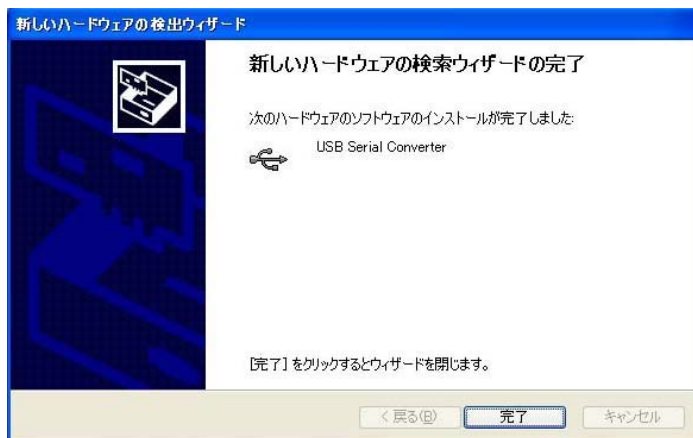 新しいハードウェアの検出ウィザード
新しいハードウェアの検索ウィザードの完了
次のハードウェアのソフトウェアのインストールが完了しました:
USB Serial Converter
[完了] をクリックするとウィザードを閉じます。
< 戻る(B)
完了
キャンセル